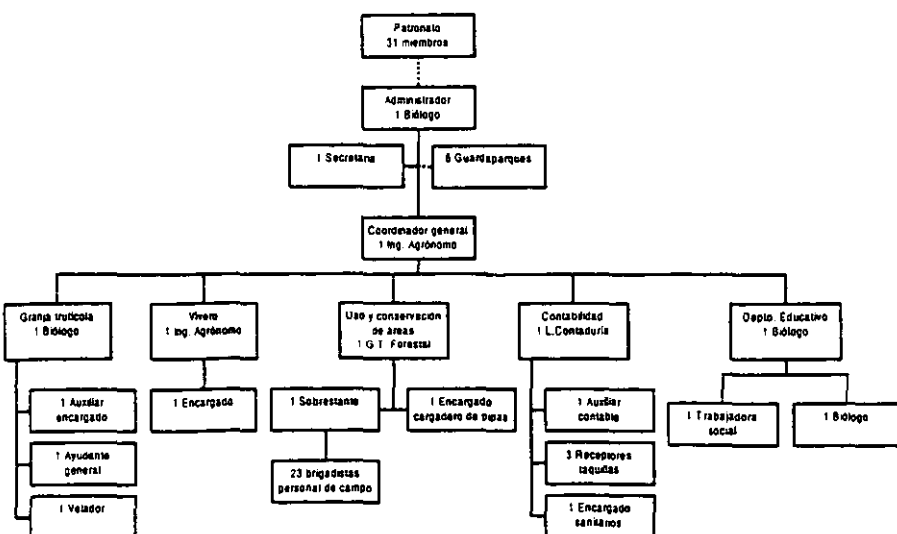 Patronato
31 miembros
Administrador
1 Biólogo
1 Secretaria
6 Guardaparques
Coordinador general
1 Ing. Agrónomo
Granja truticola
1 Biólogo
Vivero
1 Ing. Agrónomo
Uso y conservación
de áreas
1 G.T. Forestal
Contabilidad
1 L.Contaduría
Depto. Educativo
1 Biólogo
1 Auxiliar
encargado
1 Encargado
1 Sobrestante
1 Encargado
cargadero de pipas
1 Auxiliar
contable
1 Trabajadora
social
1 Biólogo
1 Ayudante
general
23 brigadistas
personal de campo
3 Receptores
taquillas
1 Velador
1 Encargado
sanitarios